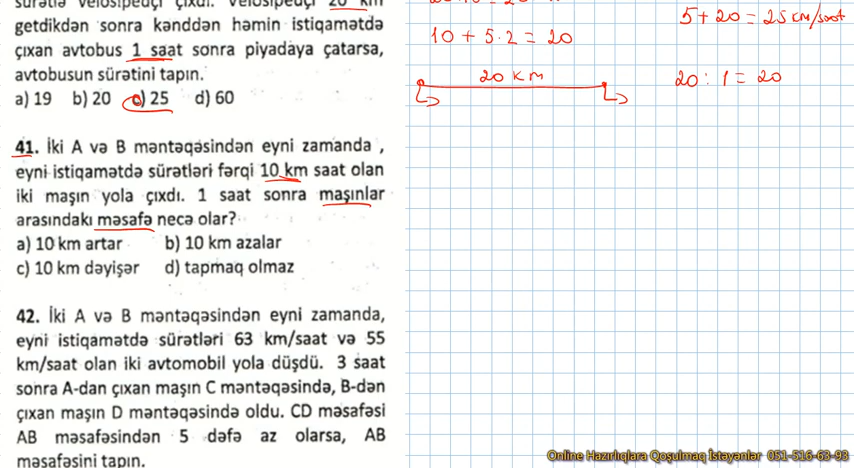 sürətlə velosipedçi çıxdı. Velosipedçi 20 km
getdikdən sonra kənddən həmin istiqamətdə
çıxan avtobus 1 saat sonra piyadaya çatarsa,
avtobusun sürətini tapın.
a) 19 b) 20 c) 25 d) 60
41. İki A və B məntəqəsindən eyni zamanda ,
eyni istiqamətdə sürətləri fərqi 10 km saat olan
iki maşın yola çıxdı. 1 saat sonra maşınlar
arasındakı məsafə necə olar?
a) 10 km artar b) 10 km azalar
c) 10 km dəyişər d) tapmaq olmaz
42. İki A və B məntəqəsindən eyni zamanda,
eyni istiqamətdə sürətləri 63 km/saat və 55
km/saat olan iki avtomobil yola düşdü. 3 saat
sonra A-dan çıxan maşın C məntəqəsində, B-dən
çıxan maşın D məntəqəsində oldu. CD məsafəsi
AB məsafəsindən 5 dəfə az olarsa, AB
məsafəsini tapın.
10 + 5 · 2 = 20
20 KM
5 + 20 = 25 KM/saat
20 : 1 = 20
Online Hazırlıqlara Qoşulmaq İstəyənlər 051-516-63-93